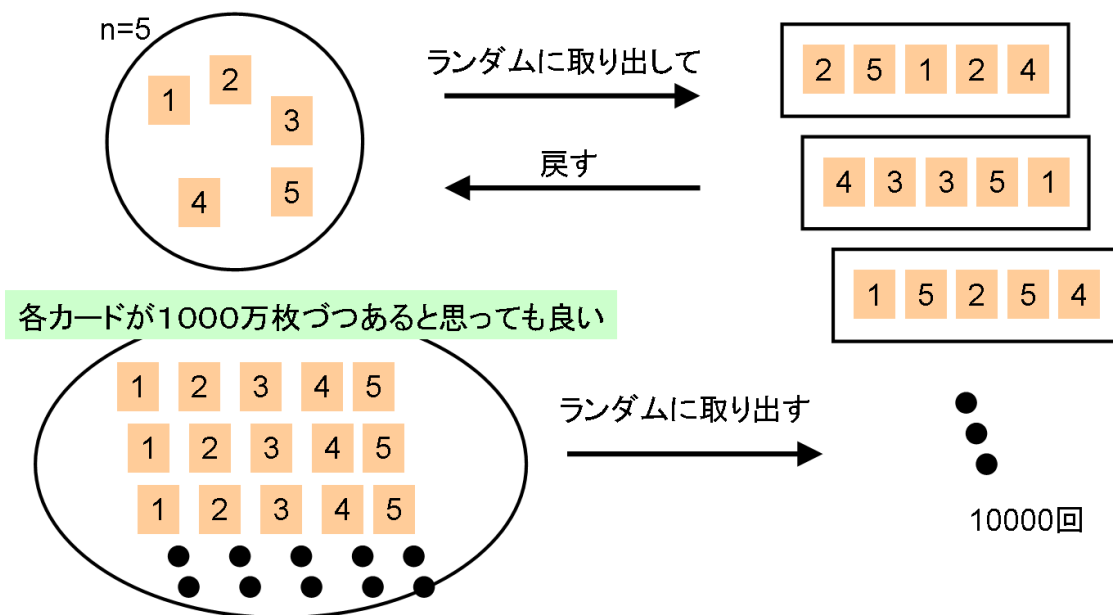 n=5
1
2
3
4
5
ランダムに取り出して
戻す
2 5 1 2 4
4 3 3 5 1
1 5 2 5 4
各カードが1000万枚づつあると思っても良い
1 2 3 4 5
1 2 3 4 5
1 2 3 4 5
ランダムに取り出す
10000回